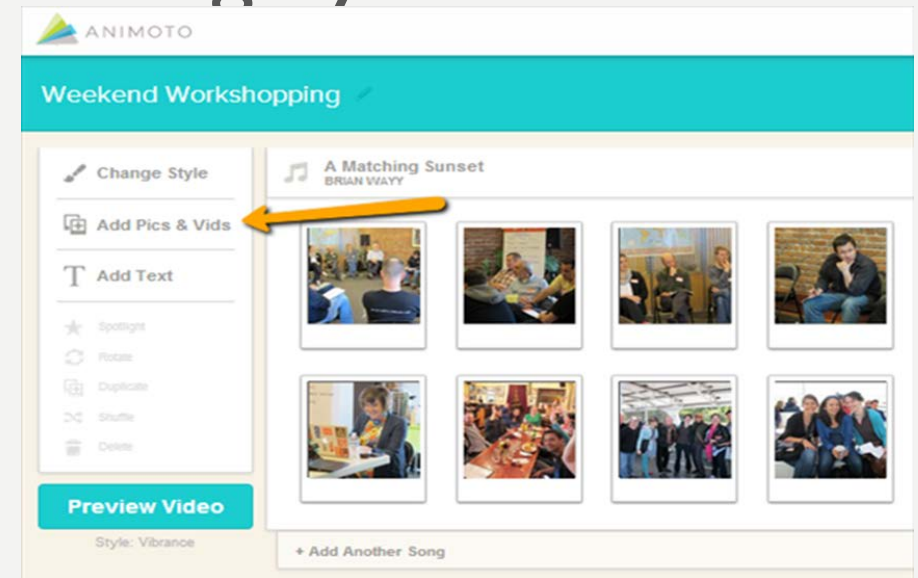 ANIMOTO
Weekend Workshopping
Change Style
Add Pics & Vids
Add Text
Spotlight
Rotate
Duplicate
Shuffle
Delete
Preview Video
Style: Vibrance
A Matching Sunset
BRIAN WAYY
+ Add Another Song